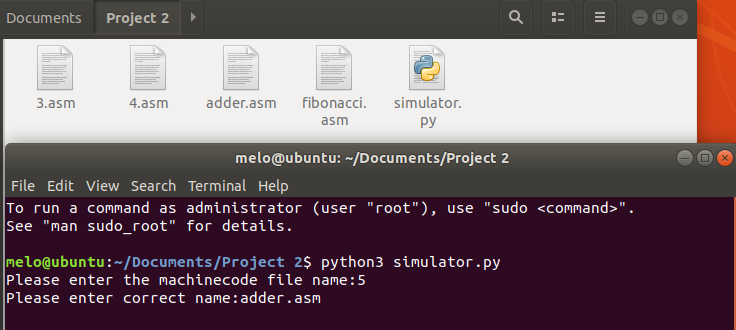 Documents
Project 2
3.asm
4.asm
adder.asm
fibonacci.
asm
simulator.
py
melo@ubuntu: ~/Documents/Project 2
File Edit View Search Terminal Help
To run a command as administrator (user "root"), use "sudo <command>".
See "man sudo_root" for details.
melo@ubuntu:~/Documents/Project 2$ python3 simulator.py
Please enter the machinecode file name:5
Please enter correct name:adder.asm